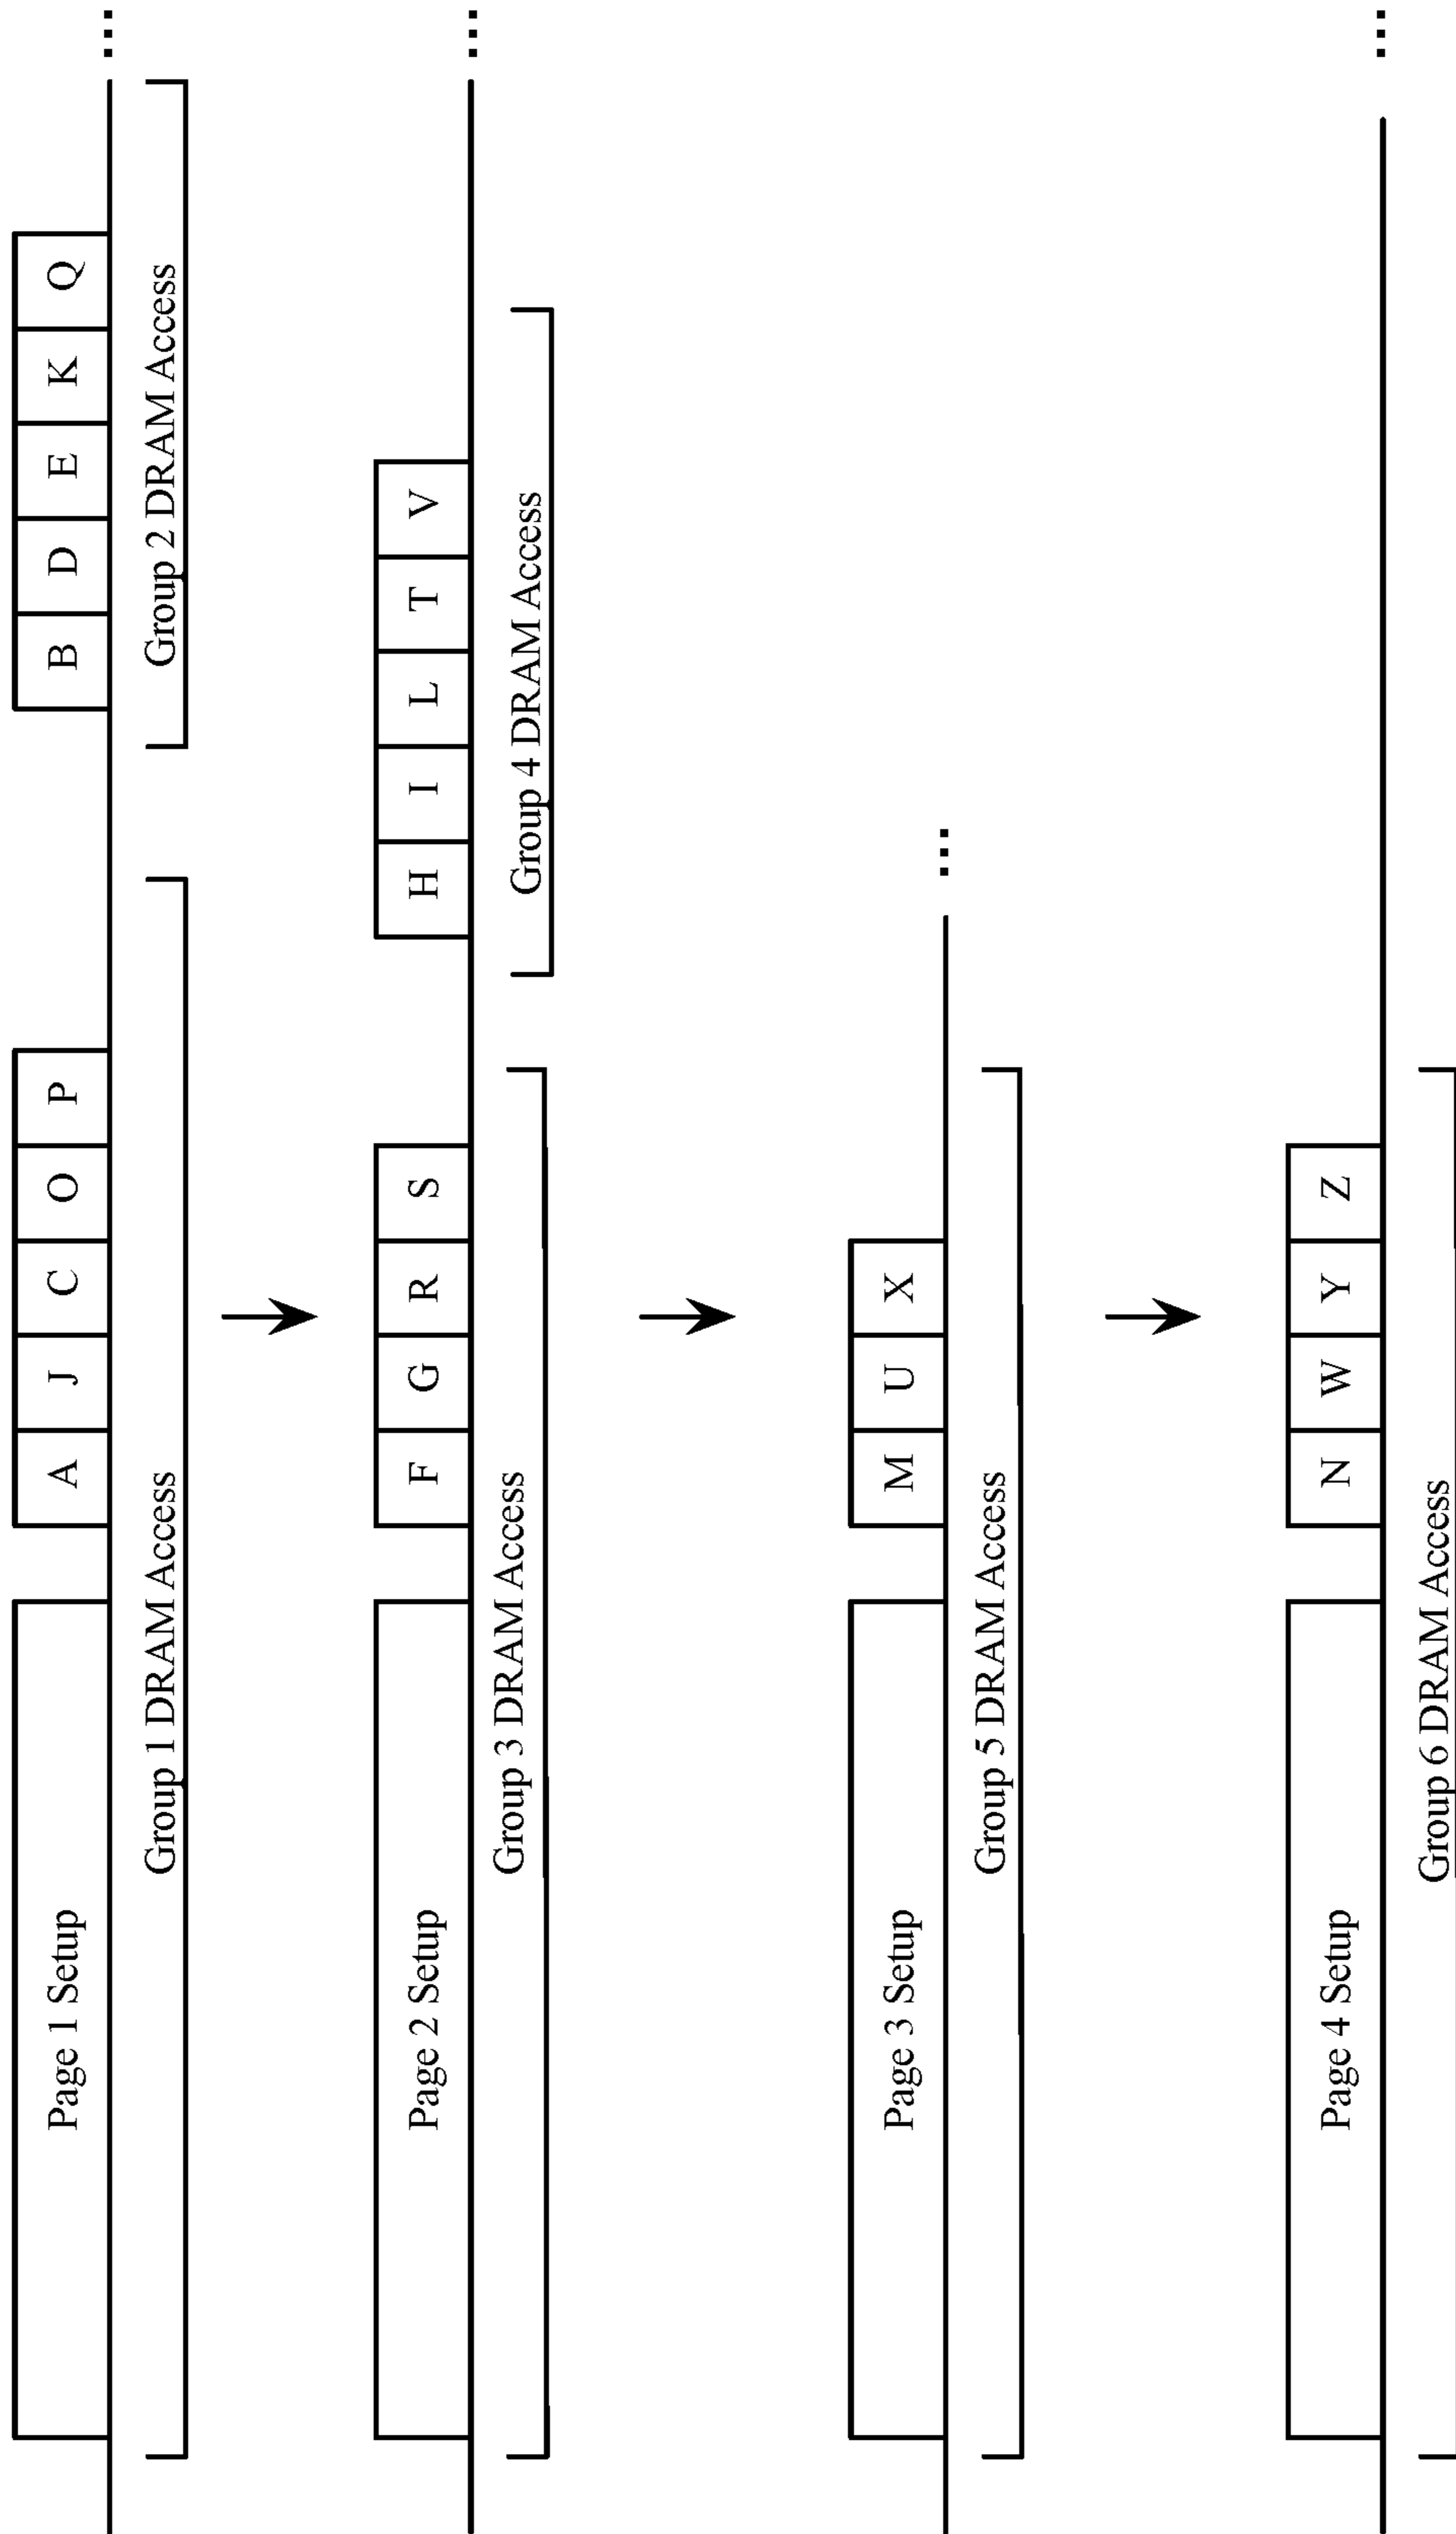 Page 1 Setup A J C O P B D E K Q ...
Group 1 DRAM Access Group 2 DRAM Access
Page 2 Setup F G R S H I L T V ...
Group 3 DRAM Access Group 4 DRAM Access
Page 3 Setup M U X ...
Group 5 DRAM Access
Page 4 Setup N W Y Z ...
Group 6 DRAM Access